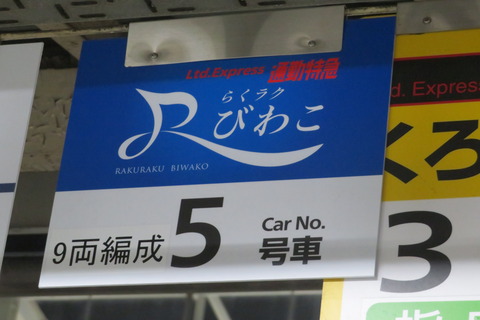 Ltd.Express 通勤特急
らくラク
びわこ
RAKURAKU BIWAKO
9両編成 5 Car No.
号車
d. Express
くろ
3